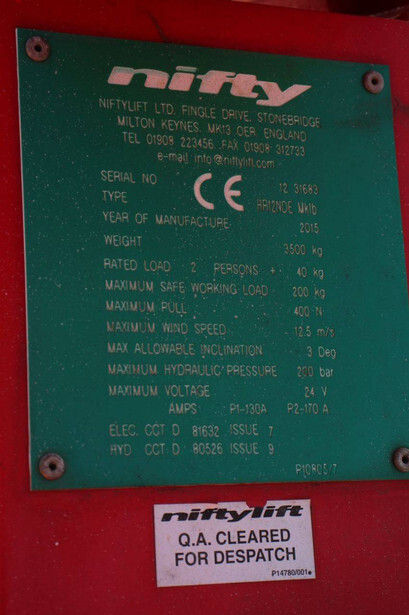 nifty
NIFTYLIFT LTD. FINGLE DRIVE, STONEBRIDGE
MILTON KEYNES. MK13 0ER. ENGLAND
TEL 01908 223456 .FAX 01908 312733
e-mail: info@niftylift.com
SERIAL NO 12 31683
CE
TYPE HR12NDE Mk1b
YEAR OF MANUFACTURE 2015
WEIGHT 3500 kg
RATED LOAD 2 PERSONS + 40 kg
MAXIMUM SAFE WORKING LOAD 200 kg
MAXIMUM PULL 400 N
MAXIMUM WIND SPEED 12.5 m/s
MAX ALLOWABLE INCLINATION 3 Deg
MAXIMUM HYDRAULIC PRESSURE 200 bar
MAXIMUM VOLTAGE 24 V
AMPS P1-130A P2-170 A
ELEC. CCT D 81632 ISSUE 7
HYD CCT D 80526 ISSUE 9
P10805/7
niftylift
Q.A. CLEARED
FOR DESPATCH
P14780/001